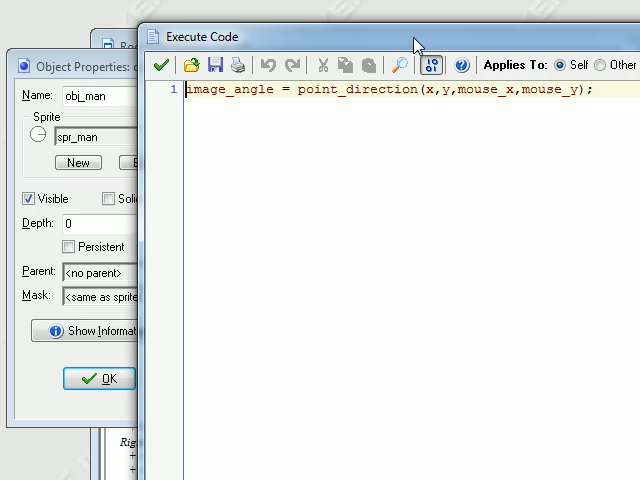 Execute Code
Object Properties:
Applies To: Self Other
Name: obj_man
1 image_angle = point_direction(x,y,mouse_x,mouse_y);
Sprite
spr_man
New
Visible
Depth: 0
Persistent
Parent: <no parent>
Mask: <same as sprite
Show
OK
+
+